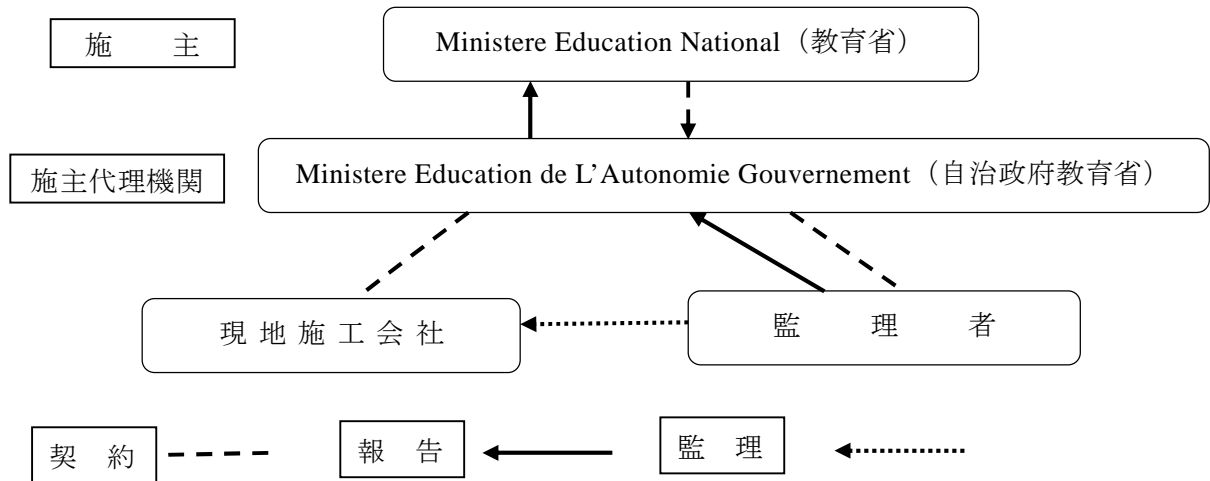 施 主
Ministere Education National（教育省）
施主代理機関
Ministere Education de L’Autonomie Gouvernement（自治政府教育省）
現 地 施 工 会 社
監 理 者
契 約
報 告
監 理